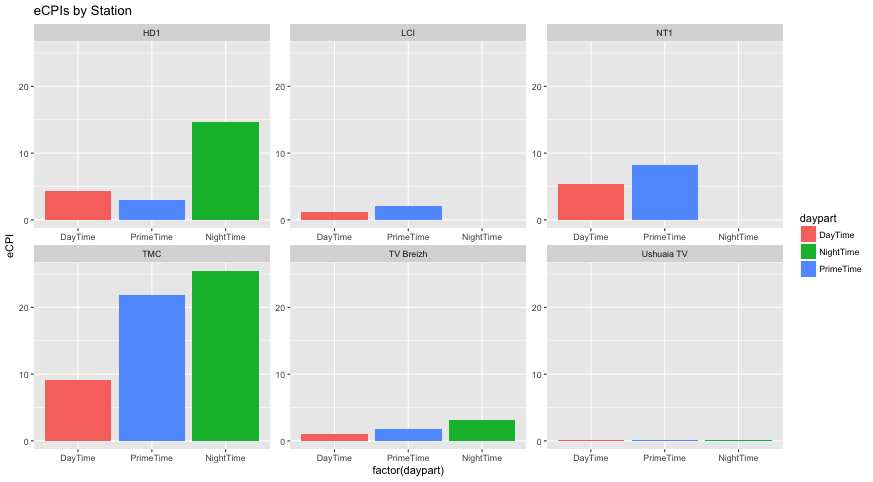 eCPIs by Station
HD1
LCI
NT1
20
10
0
20
10
0
20
10
0
DayTime PrimeTime NightTime
DayTime PrimeTime NightTime
DayTime PrimeTime NightTime
eCPI
TMC
TV Breizh
Ushuaia TV
20
10
0
20
10
0
20
10
0
DayTime PrimeTime NightTime
DayTime PrimeTime NightTime
DayTime PrimeTime NightTime
factor(daypart)
daypart
DayTime
NightTime
PrimeTime